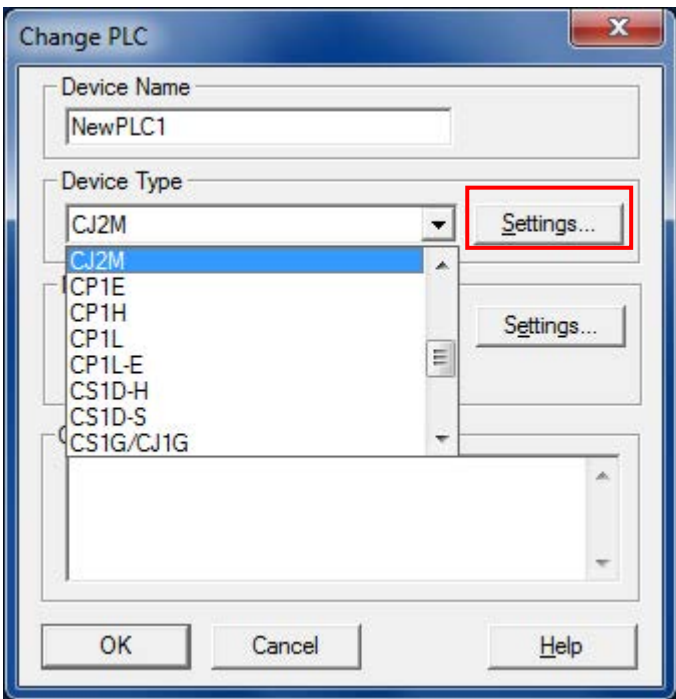 Change PLC
Device Name
NewPLC1
Device Type
CJ2M
Settings...
CJ2M
CP1E
CP1H
CP1L
Settings...
CP1L-E
CS1D-H
CS1D-S
CS1G/CJ1G
OK
Cancel
Help